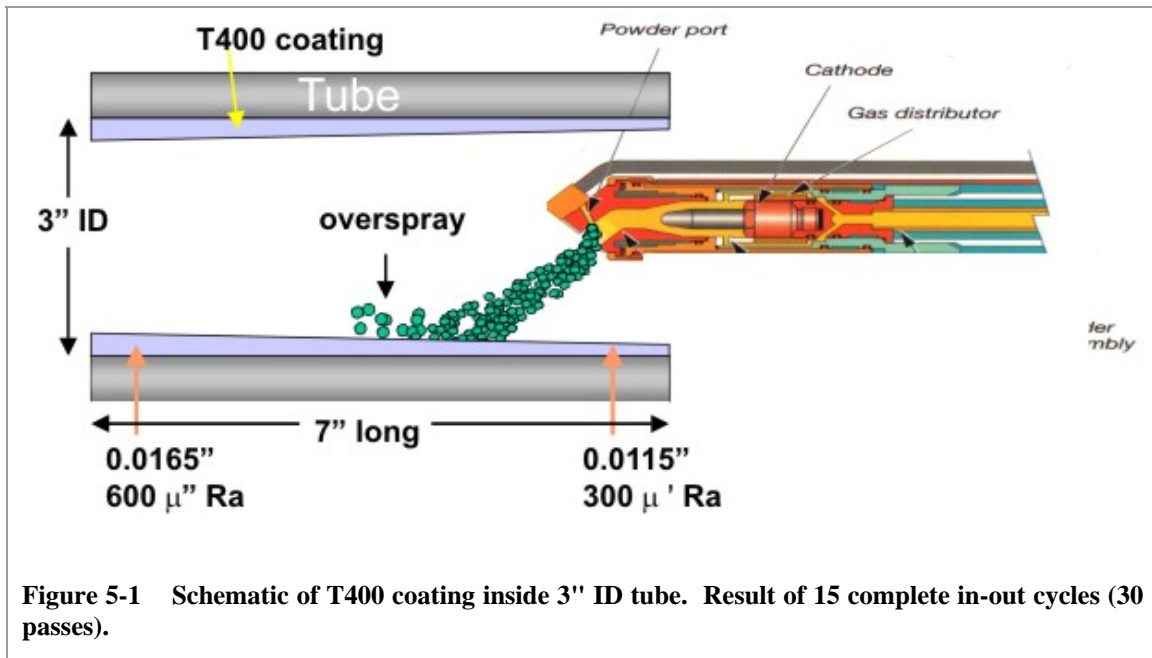 Powder port
T400 coating
Cathode
Tube
Gas distributor
3” ID
overspray
7” long
0.0165”
600 μ” Ra
0.0115”
300 μ ’ Ra
Figure 5-1 Schematic of T400 coating inside 3" ID tube. Result of 15 complete in-out cycles (30
passes).